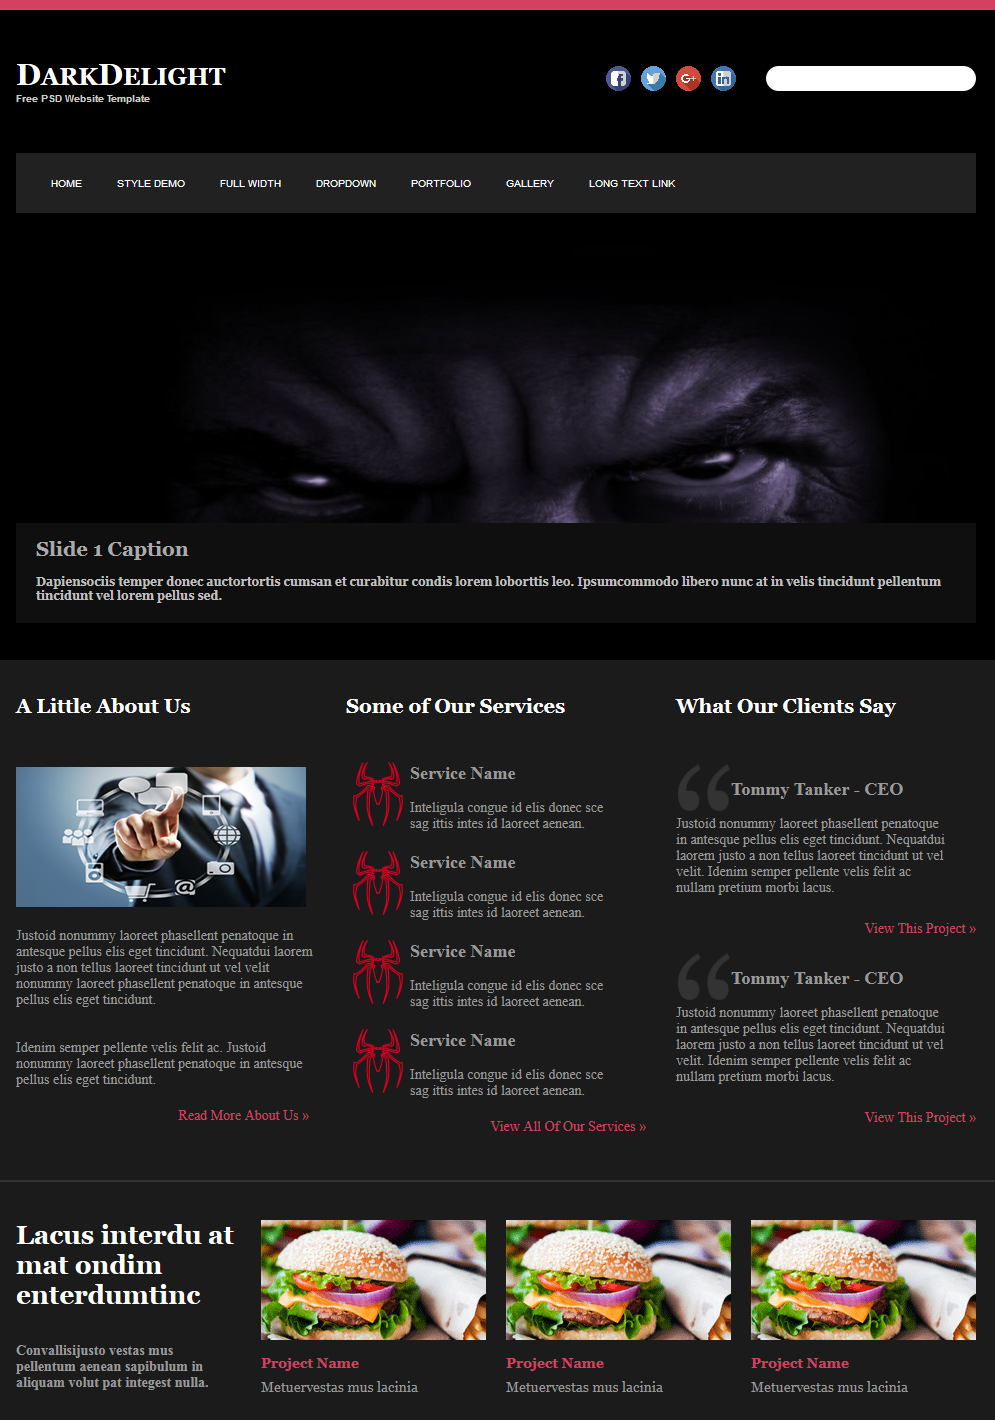 DarkDelight
Free PSD Website Template
HOME STYLE DEMO FULL WIDTH DROPDOWN PORTFOLIO GALLERY LONG TEXT LINK
Slide 1 Caption
Dapiensociis temper donec auctortortis cumsan et curabitur condis lorem loborttis leo. Ipsumcommodo libero nunc at in velis tincidunt pellentum
tincidunt vel lorem pellus sed.
A Little About Us
Justoid nonummy laoreet phasellent penatoque in
antesque pellus elis eget tincidunt. Nequatdui laorem
justo a non tellus laoreet tincidunt ut vel velit
nonummy laoreet phasellent penatoque in antesque
pellus elis eget tincidunt.
Idenim semper pellente velis felit ac. Justoid
nonummy laoreet phasellent penatoque in antesque
pellus elis eget tincidunt.
Read More About Us »
Some of Our Services
Service Name
Inteligula congue id elis donec sce
sag ittis intes id laoreet aenean.
Service Name
Inteligula congue id elis donec sce
sag ittis intes id laoreet aenean.
Service Name
Inteligula congue id elis donec sce
sag ittis intes id laoreet aenean.
Service Name
Inteligula congue id elis donec sce
sag ittis intes id laoreet aenean.
View All Of Our Services »
What Our Clients Say
Tommy Tanker - CEO
Justoid nonummy laoreet phasellent penatoque
in antesque pellus elis eget tincidunt. Nequatdui
laorem justo a non tellus laoreet tincidunt ut vel
velit. Idenim semper pellente velis felit ac
nullam pretium morbi lacus.
View This Project »
Tommy Tanker - CEO
Justoid nonummy laoreet phasellent penatoque
in antesque pellus elis eget tincidunt. Nequatdui
laorem justo a non tellus laoreet tincidunt ut vel
velit. Idenim semper pellente velis felit ac
nullam pretium morbi lacus.
View This Project »
Lacus interdu at
mat ondim
enterdumtinc
Convallisijusto vestas mus
pellentum aenean sapibulum in
aliquam volut pat integest nulla.
Project Name
Metuervestas mus lacinia
Project Name
Metuervestas mus lacinia
Project Name
Metuervestas mus lacinia